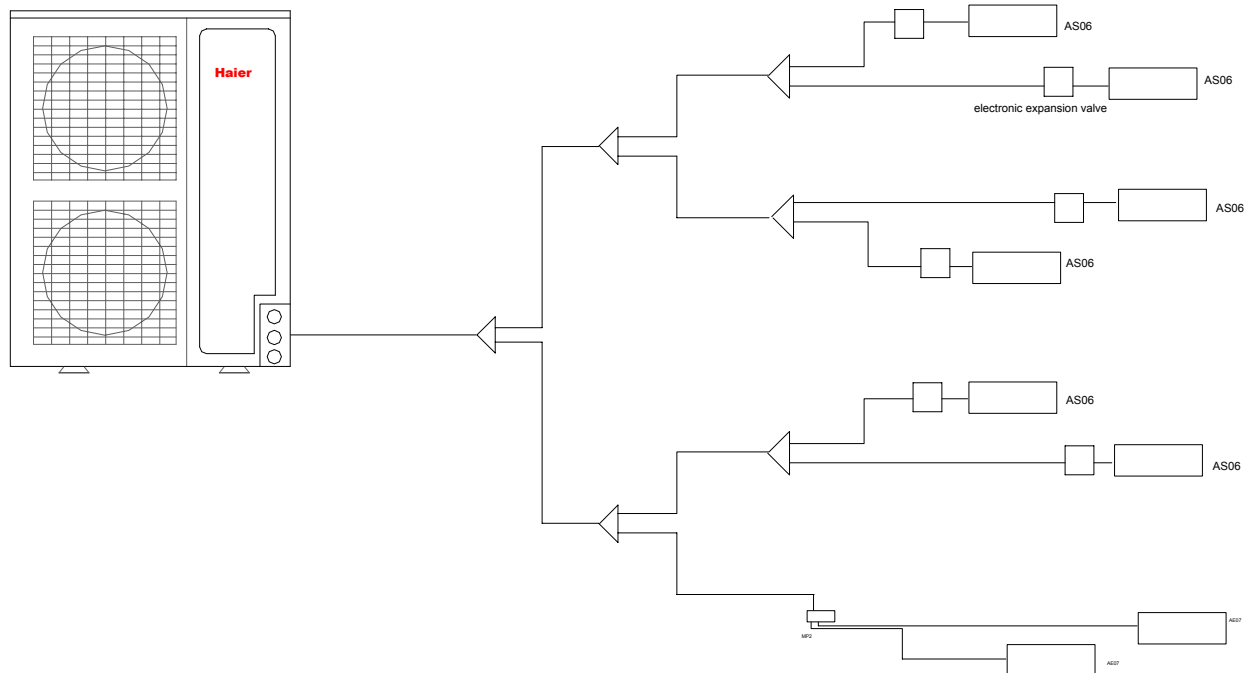 AS06
Haier
AS06
electronic expansion valve
AS06
AS06
AS06
AS06
AE07
MP2
AE07